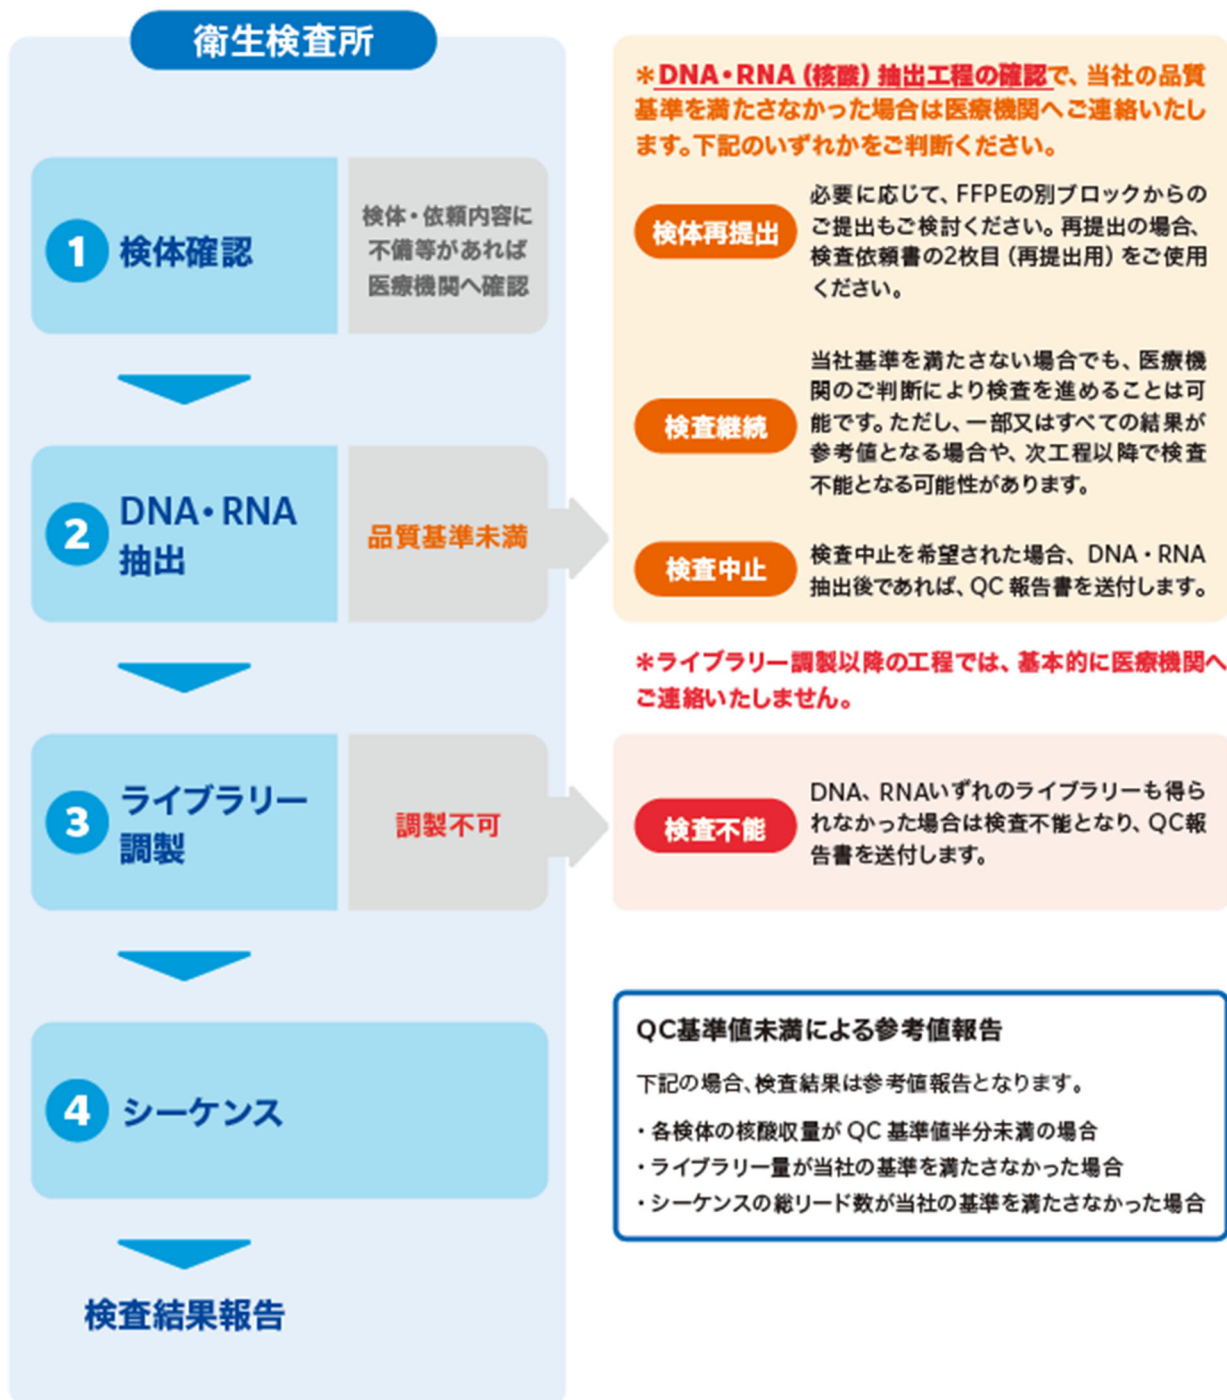 衛生検査所
1 検体確認
検体・依頼内容に
不備等があれば
医療機関へ確認
2 DNA・RNA
抽出
品質基準未満
3 ライブラリー
調製
調製不可
4 シーケンス
検査結果報告
＊DNA・RNA（核酸）抽出工程の確認で、当社の品質
基準を満たさなかった場合は医療機関へご連絡いたし
ます。下記のいずれかをご判断ください。
検体再提出
必要に応じて、FFPEの別ブロックからの
ご提出もご検討ください。再提出の場合、
検査依頼書の2枚目（再提出用）をご使用
ください。
検査継続
当社基準を満たさない場合でも、医療機
関のご判断により検査を進めることは可
能です。ただし、一部又はすべての結果が
参考値となる場合や、次工程以降で検査
不能となる可能性があります。
検査中止
検査中止を希望された場合、DNA・RNA
抽出後であれば、QC 報告書を送付します。
＊ライブラリー調製以降の工程では、基本的に医療機関へ
ご連絡いたしません。
検査不能
DNA、RNAいずれのライブラリーも得ら
れなかった場合は検査不能となり、QC報
告書を送付します。
QC基準値未満による参考値報告
下記の場合、検査結果は参考値報告となります。
・各検体の核酸収量が QC 基準値半分未満の場合
・ライブラリー量が当社の基準を満たさなかった場合
・シーケンスの総リード数が当社の基準を満たさなかった場合